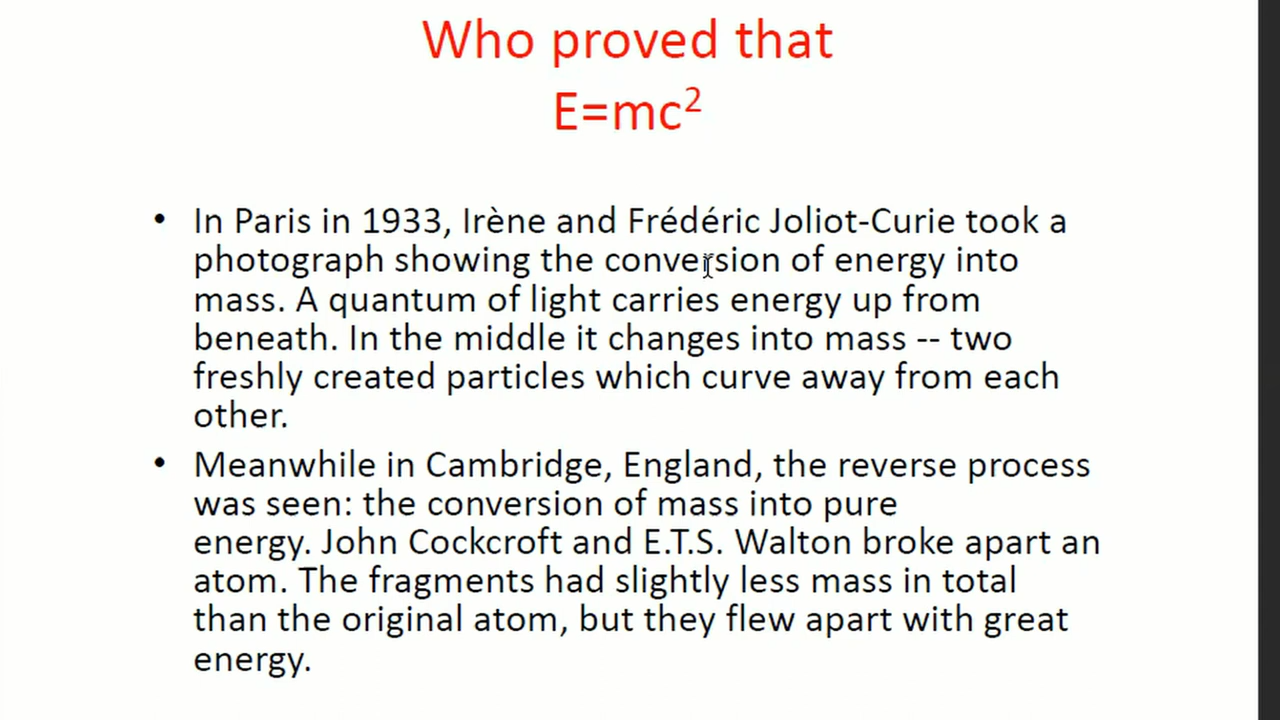 Who proved that
E=mc²
• In Paris in 1933, Irène and Frédéric Joliot-Curie took a
photograph showing the conversion of energy into
mass. A quantum of light carries energy up from
beneath. In the middle it changes into mass -- two
freshly created particles which curve away from each
other.
• Meanwhile in Cambridge, England, the reverse process
was seen: the conversion of mass into pure
energy. John Cockcroft and E.T.S. Walton broke apart an
atom. The fragments had slightly less mass in total
than the original atom, but they flew apart with great
energy.